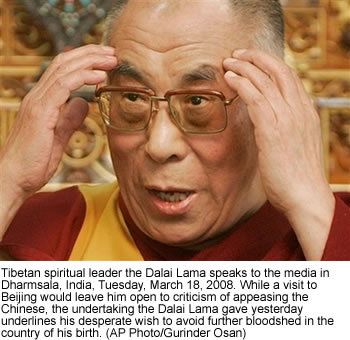 Tibetan spiritual leader the Dalai Lama speaks to the media in
Dharmsala, India, Tuesday, March 18, 2008. While a visit to
Beijing would leave him open to criticism of appeasing the
Chinese, the undertaking the Dalai Lama gave yesterday
underlines his desperate wish to avoid further bloodshed in the
country of his birth. (AP Photo/Gurinder Osan)